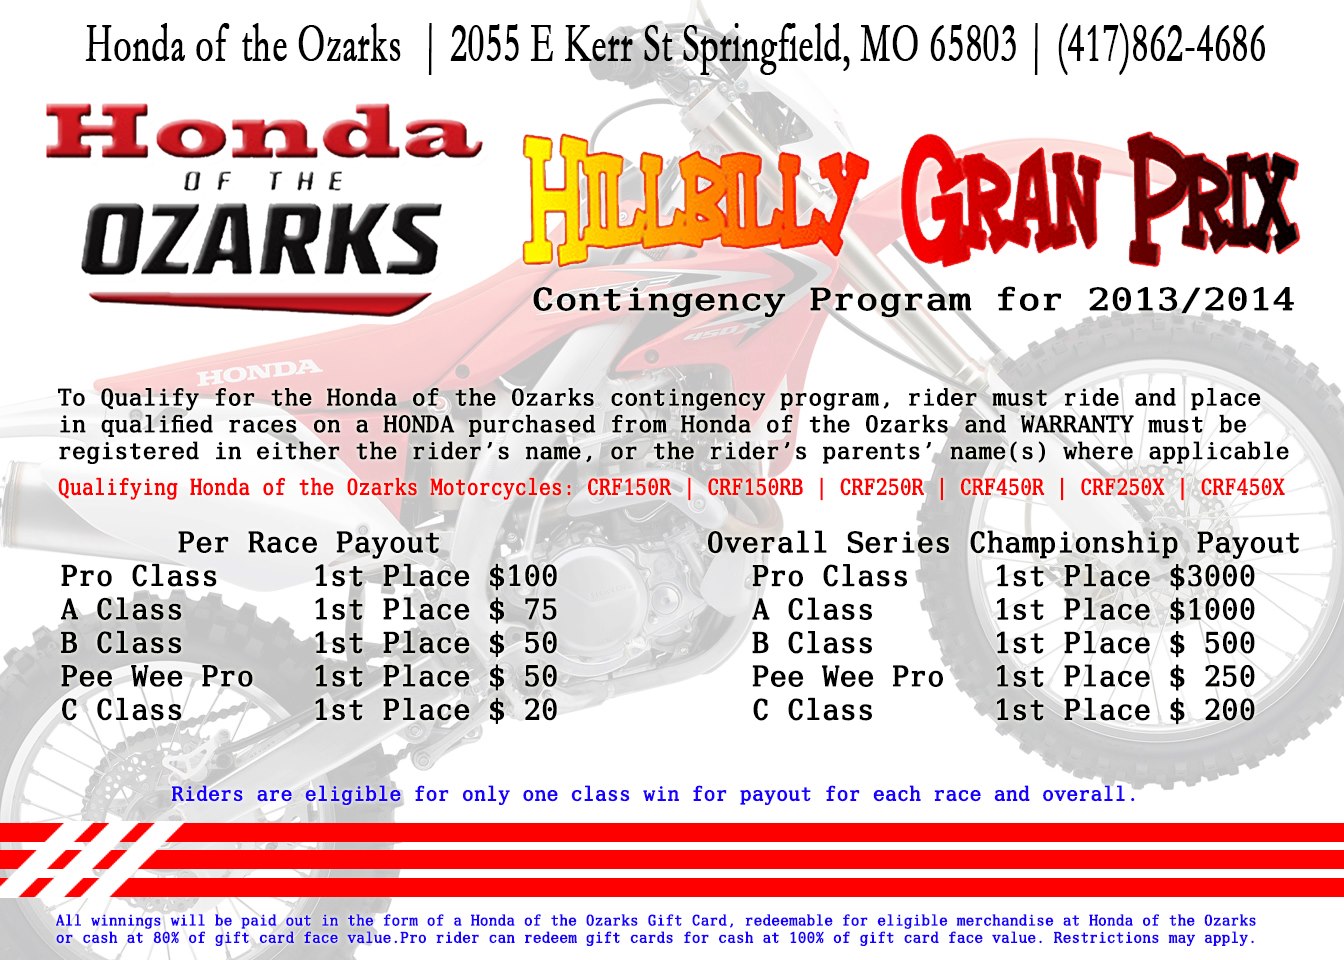 Honda of the Ozarks | 2055 E Kerr St Springfield, MO 65803 | (417)862-4686
Honda
OF THE
OZARKS
HILLBILLY GRAN PRIX
Contingency Program for 2013/2014
450X
HONDA
To Qualify for the Honda of the Ozarks contingency program, rider must ride and place
in qualified races on a HONDA purchased from Honda of the Ozarks and WARRANTY must be
registered in either the rider's name, or the rider's parents' name(s) where applicable
Qualifying Honda of the Ozarks Motorcycles: CRF150R | CRF150RB | CRF250R | CRF450R | CRF250X | CRF450X
Per Race Payout
Pro Class 1st Place $100
A Class 1st Place $ 75
B Class 1st Place $ 50
Pee Wee Pro 1st Place $ 50
C Class 1st Place $ 20
Overall Series Championship Payout
Pro Class 1st Place $3000
A Class 1st Place $1000
B Class 1st Place $ 500
Pee Wee Pro 1st Place $ 250
C Class 1st Place $ 200
Riders are eligible for only one class win for payout for each race and overall.
All winnings will be paid out in the form of a Honda of the Ozarks Gift Card, redeemable for eligible merchandise at Honda of the Ozarks
or cash at 80% of gift card face value.Pro rider can redeem gift cards for cash at 100% of gift card face value. Restrictions may apply.